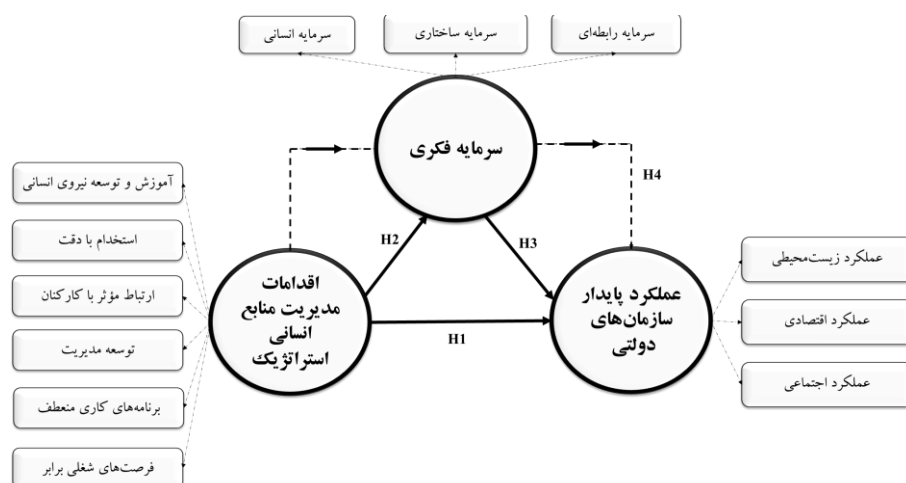 سرمایه رابطه‌ای
سرمایه ساختاری
سرمایه انسانی
سرمایه فکری
H4
H2
H3
H1
آموزش و توسعه نیروی انسانی
استخدام با دقت
ارتباط مؤثر با کارکنان
توسعه مدیریت
برنامه‌های کاری منعطف
فرصت‌های شغلی برابر
اقدامات
مدیریت منابع
انسانی
استراتژیک
عملکرد پایدار
سازمان‌های
دولتی
عملکرد زیست‌محیطی
عملکرد اقتصادی
عملکرد اجتماعی